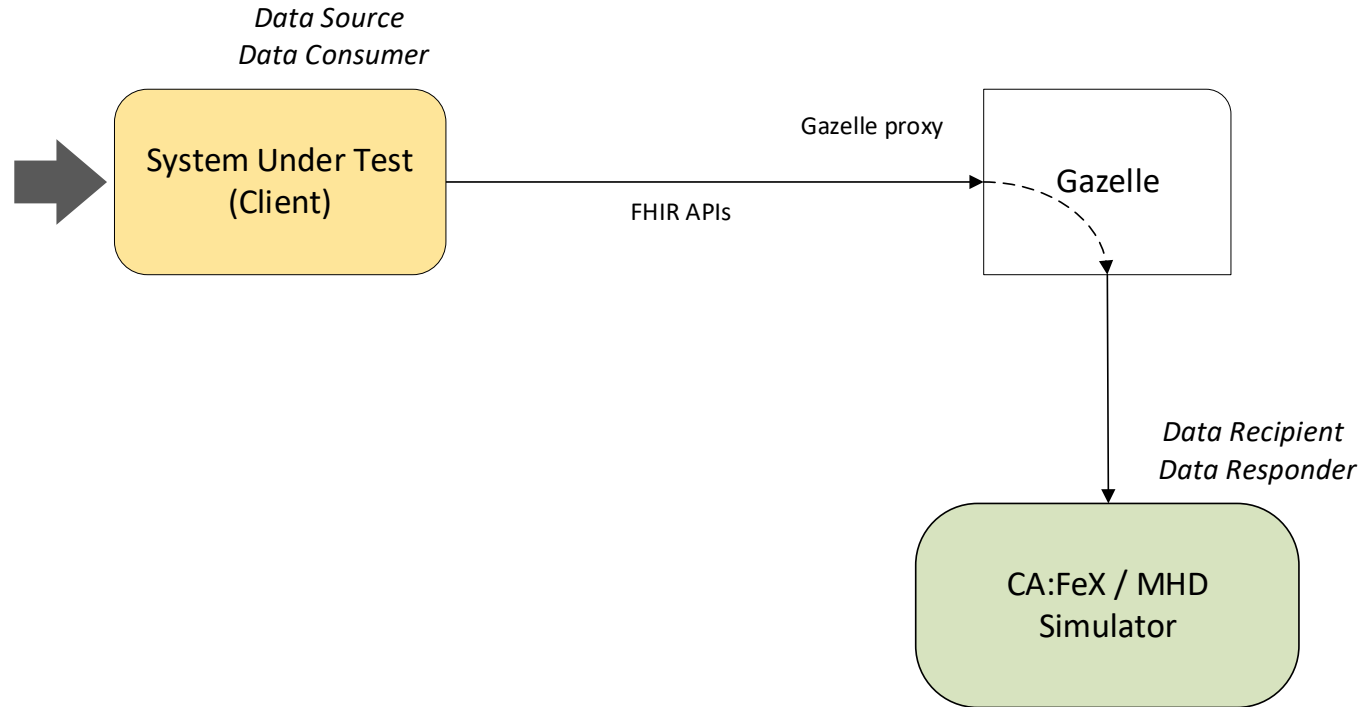 Data Source
Data Consumer
System Under Test
(Client)
Gazelle proxy
FHIR APIs
Gazelle
Data Recipient
Data Responder
CA:FeX / MHD
Simulator